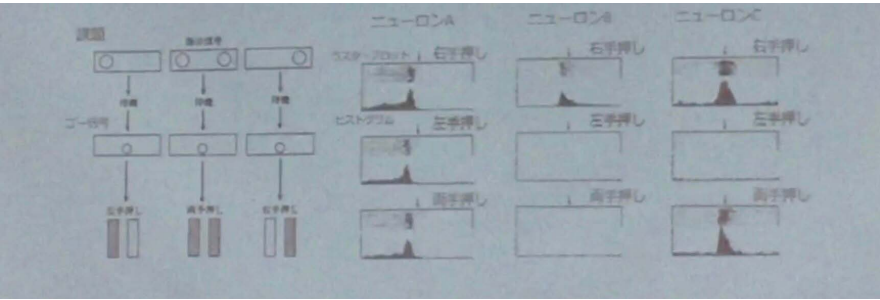 課題
指示信号
待機 待機 待機
ゴー信号
左手押し 両手押し 右手押し
ニューロンA
ラスタープロット
右手押し
ヒストグラム
左手押し
両手押し
ニューロンB
右手押し
左手押し
両手押し
ニューロンC
右手押し
左手押し
両手押し